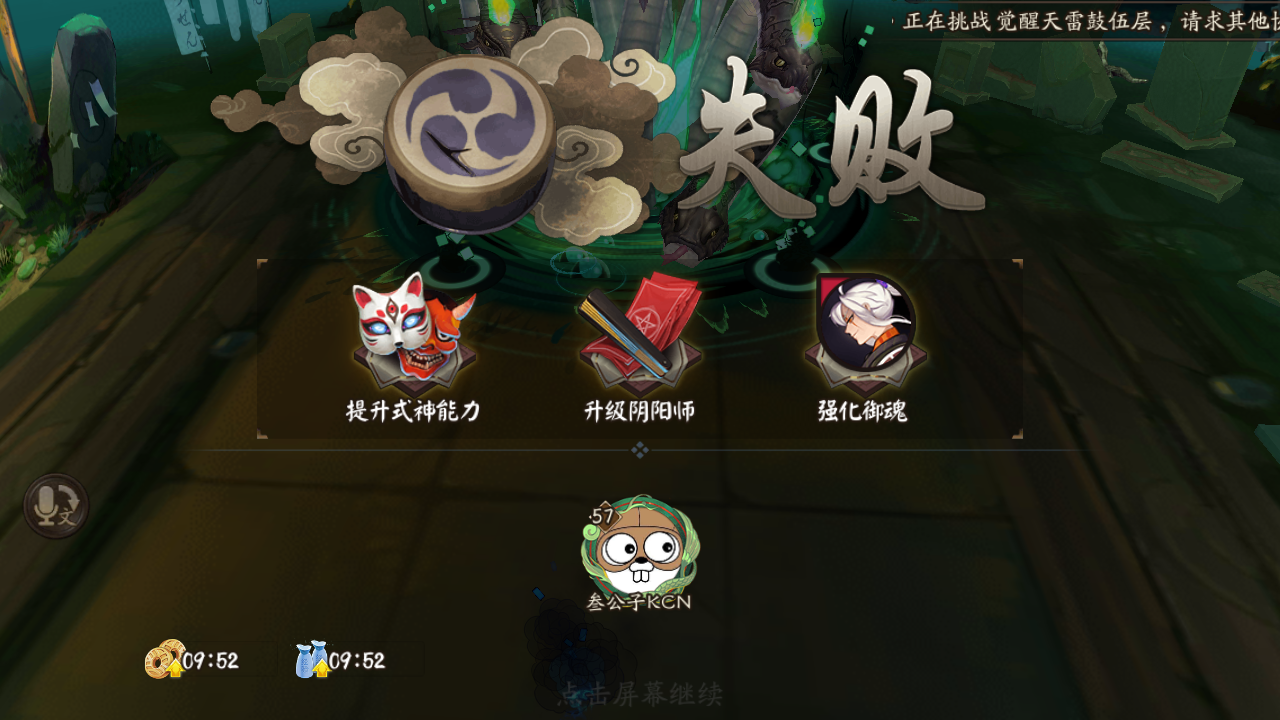 正在挑战 觉醒天雷鼓伍层，请求其他
失败
提升式神能力
升级阴阳师
强化御魂
文
57
叁公子KCN
09:52
09:52
点击屏幕继续